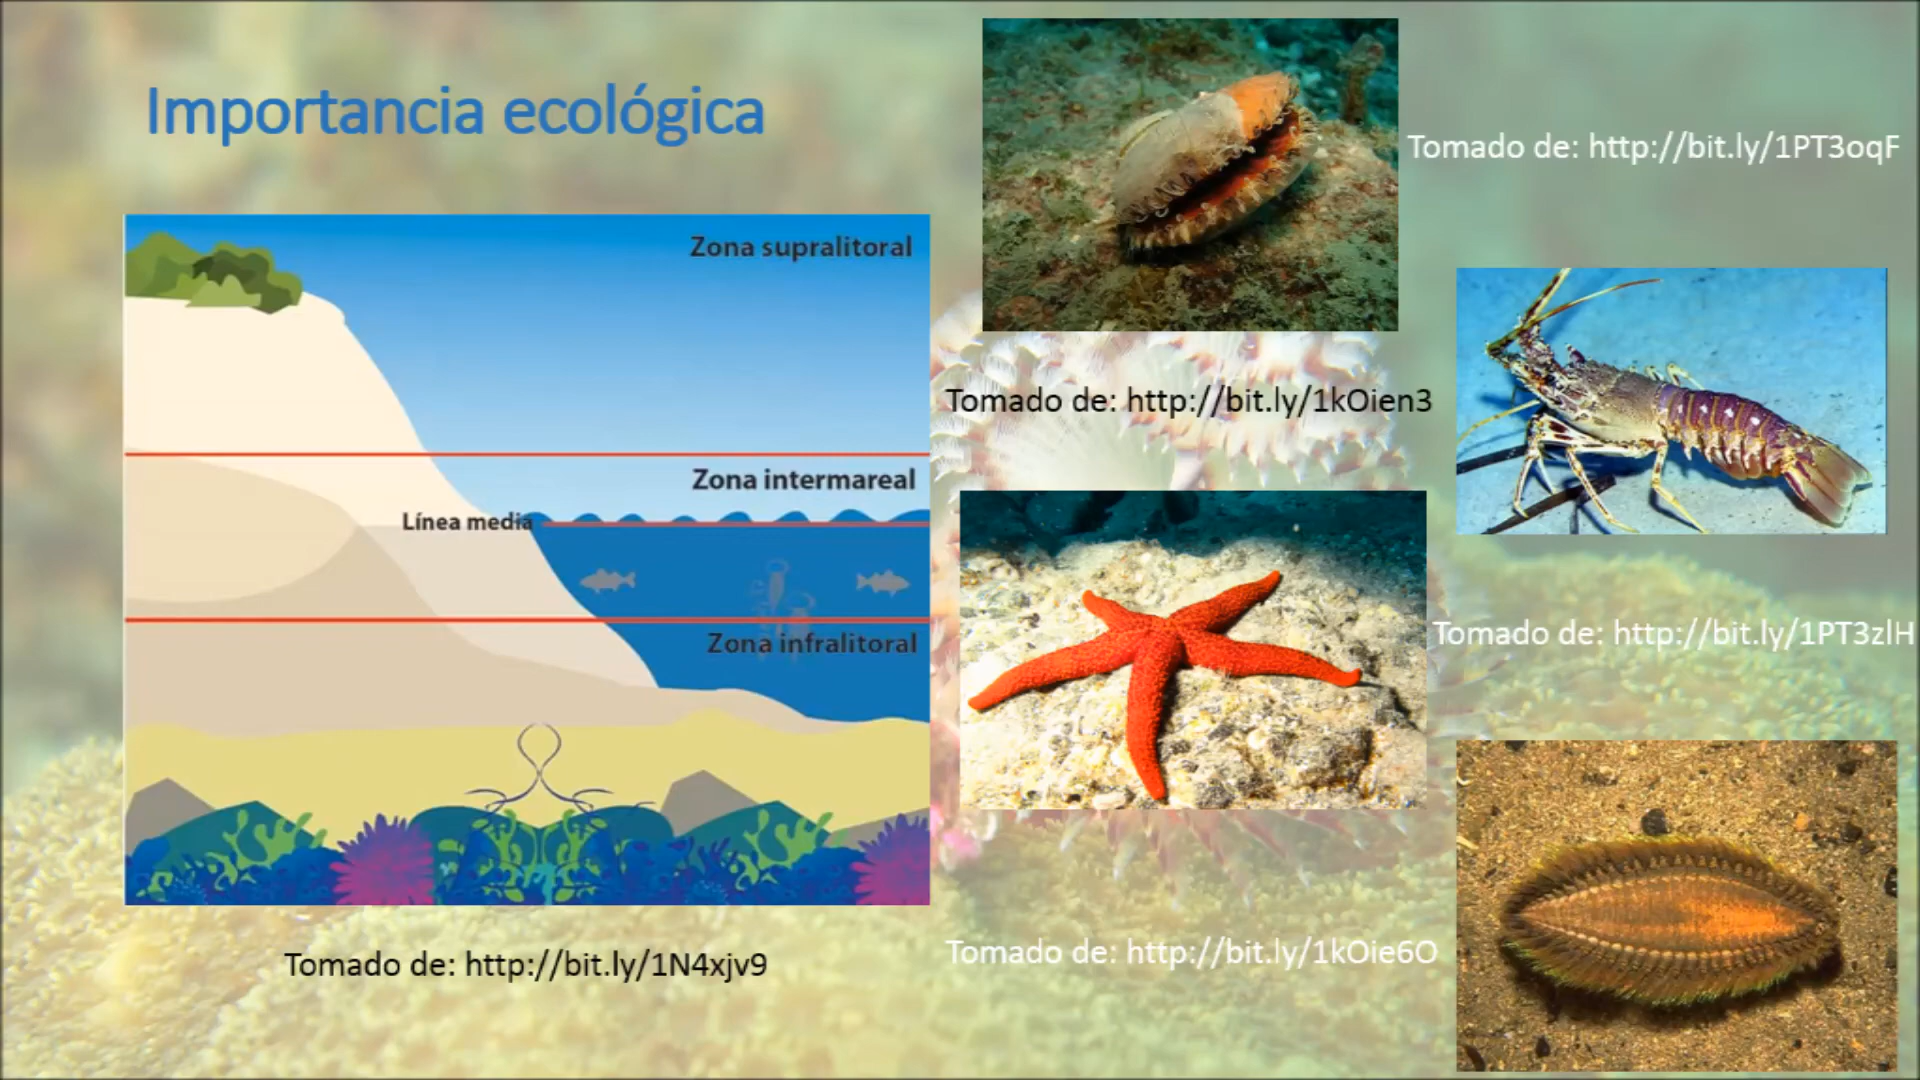 Importancia ecológica
Zona supralitoral
Zona intermareal
Línea media
Zona infralitoral
Tomado de: http://bit.ly/1N4xjv9
Tomado de: http://bit.ly/1PT3oqF
Tomado de: http://bit.ly/1kOien3
Tomado de: http://bit.ly/1PT3zlH
Tomado de: http://bit.ly/1kOie6O